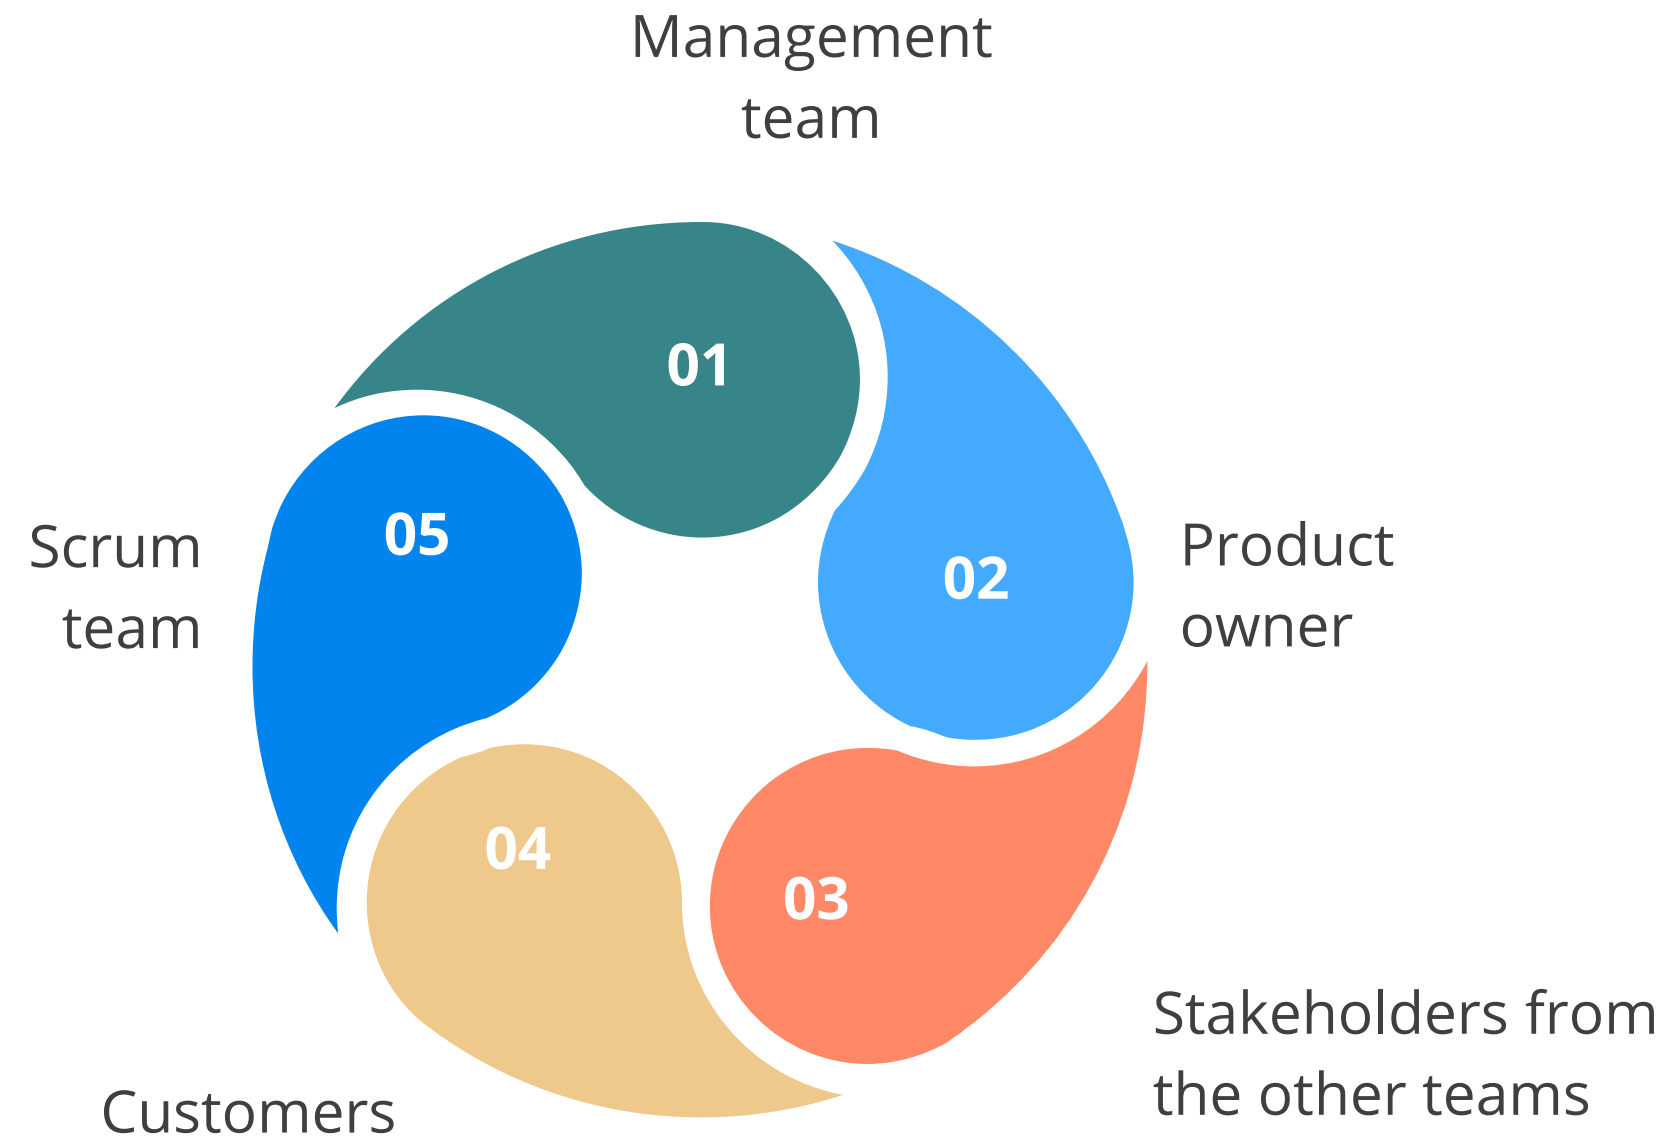 Management
team
01
02
Product
owner
03
Stakeholders from
the other teams
04
Customers
05
Scrum
team